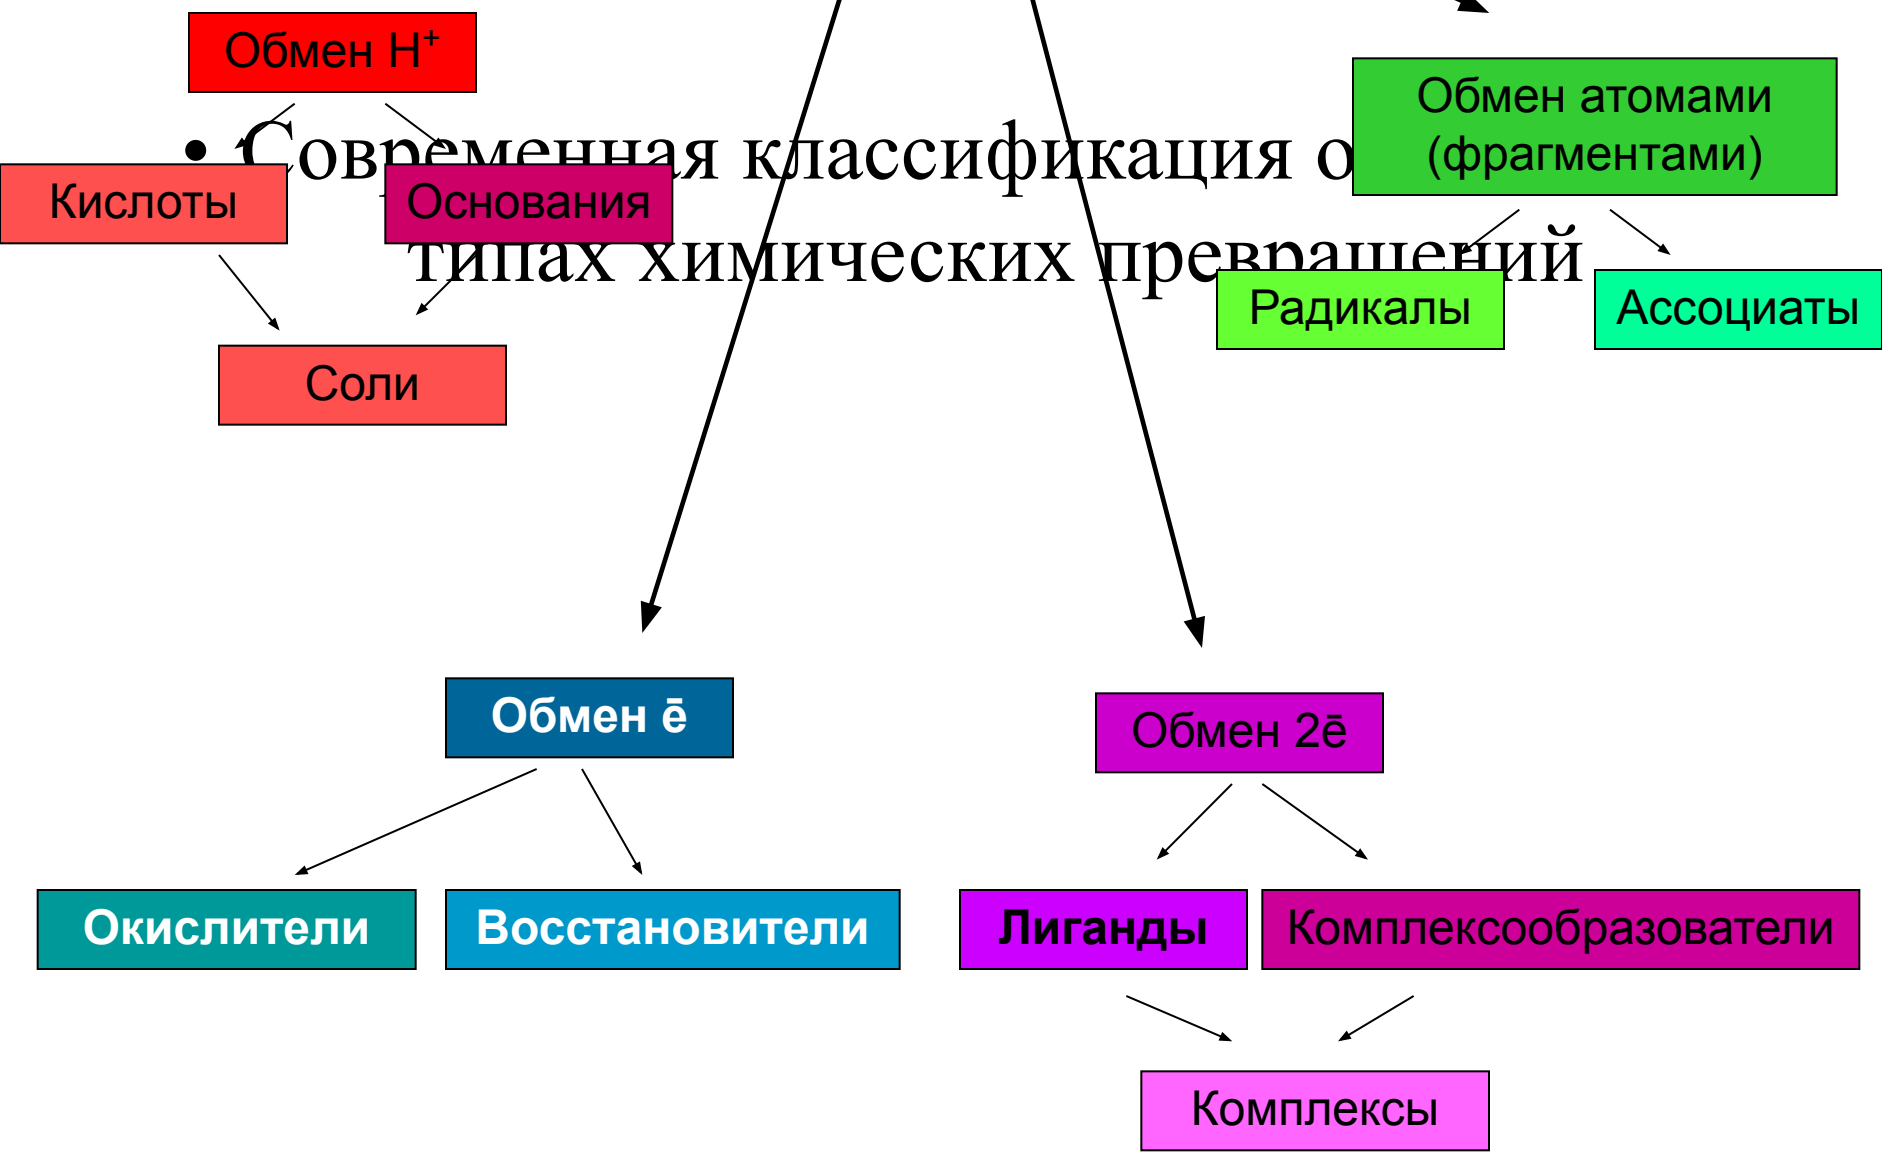 Обмен H⁺
Обмен атомами
(фрагментами)
• Современная классификация о
типах химических превращений
Кислоты
Основания
Радикалы
Ассоциаты
Соли
Обмен ē
Обмен 2ē
Окислители
Восстановители
Лиганды
Комплексообразователи
Комплексы